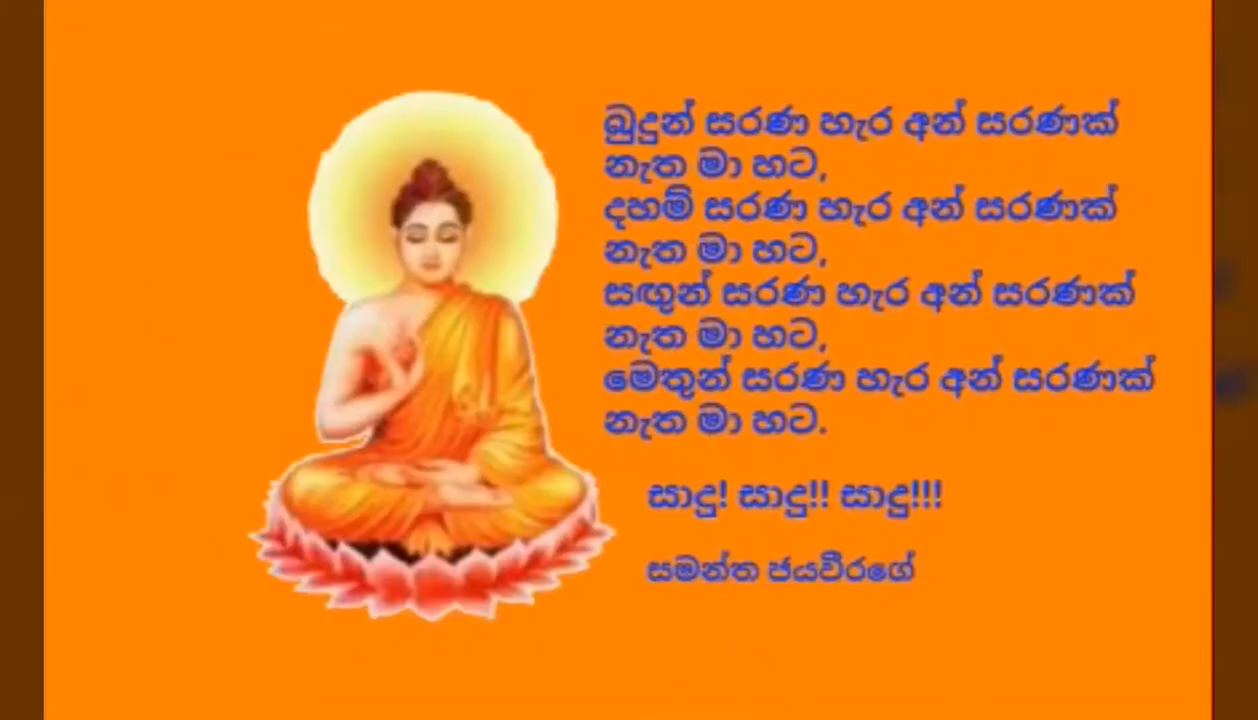 බුදුන් සරණ හැර අන් සරණක්
නැත මා හට,
දහම් සරණ හැර අන් සරණක්
නැත මා හට,
සඟුන් සරණ හැර අන් සරණක්
නැත මා හට,
මෙතුන් සරණ හැර අන් සරණක්
නැත මා හට.
සාදු! සාදු!! සාදු!!!
සමන්ත ජයවීරගේ